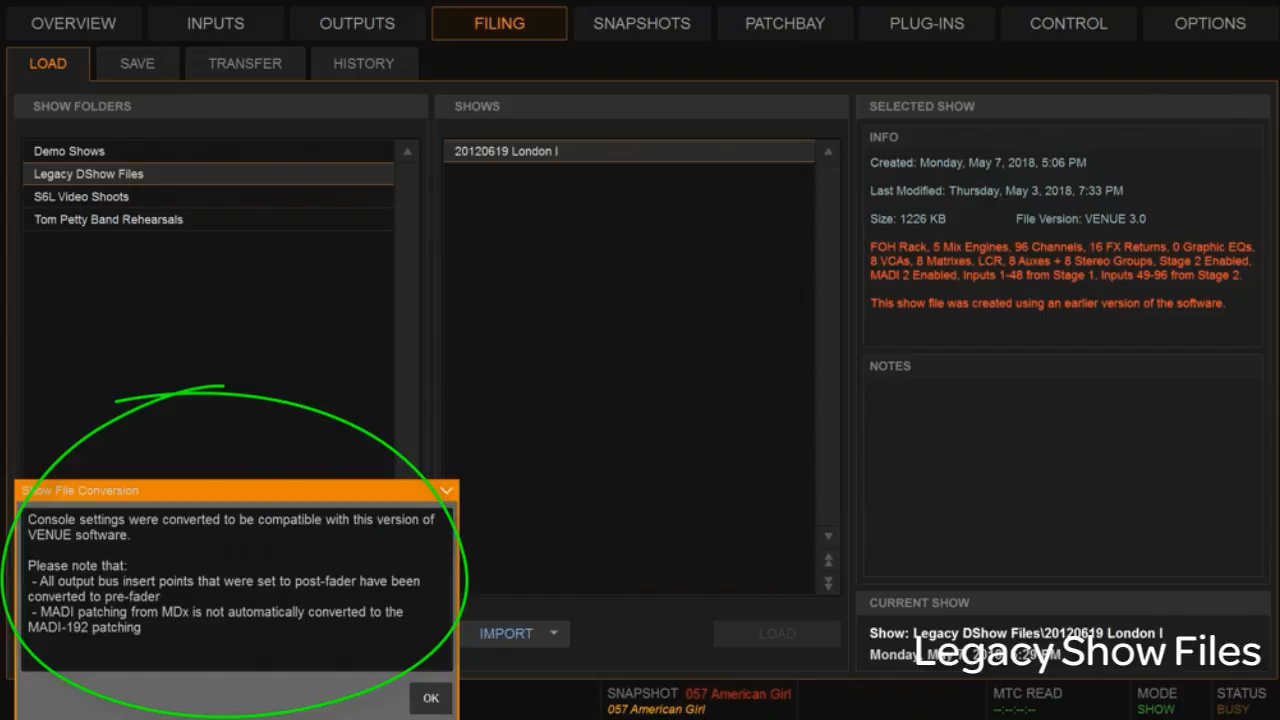 OVERVIEW INPUTS OUTPUTS FILING SNAPSHOTS PATCHBAY PLUG-INS CONTROL OPTIONS
LOAD SAVE TRANSFER HISTORY
SHOW FOLDERS
Demo Shows
Legacy DShow Files
S6L Video Shoots
Tom Petty Band Rehearsals
SHOWS
20120619 London I
SELECTED SHOW
INFO
Created: Monday, May 7, 2018, 5:06 PM
Last Modified: Thursday, May 3, 2018, 7:33 PM
Size: 1226 KB File Version: VENUE 3.0
FOH Rack, 5 Mix Engines, 96 Channels, 16 FX Returns, 0 Graphic EQs,
8 VCAs, 8 Matrixes, LCR, 8 Auxes + 8 Stereo Groups, Stage 2 Enabled,
MADI 2 Enabled, Inputs 1-48 from Stage 1, Inputs 49-96 from Stage 2.
This show file was created using an earlier version of the software.
NOTES
Show File Conversion
Console settings were converted to be compatible with this version of
VENUE software.
Please note that:
- All output bus insert points that were set to post-fader have been
converted to pre-fader
- MADI patching from MDx is not automatically converted to the
MADI-192 patching
OK
IMPORT LOAD
CURRENT SHOW
Show: Legacy DShow Files\20120619 London I
Monday, May 7,
Legacy Show Files
SNAPSHOT 057 American Girl
057 American Girl
MTC READ
--:--:--:--
MODE
SHOW
STATUS
BUSY